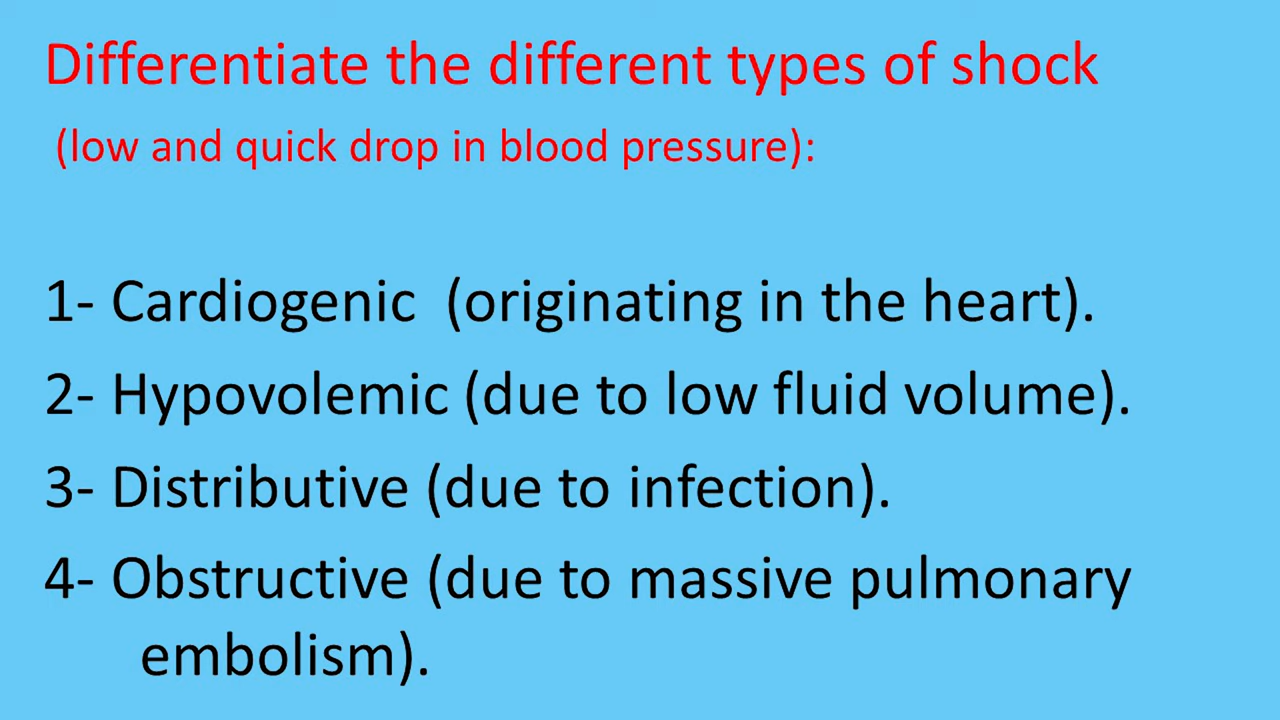 Differentiate the different types of shock
(low and quick drop in blood pressure):
1- Cardiogenic (originating in the heart).
2- Hypovolemic (due to low fluid volume).
3- Distributive (due to infection).
4- Obstructive (due to massive pulmonary
embolism).